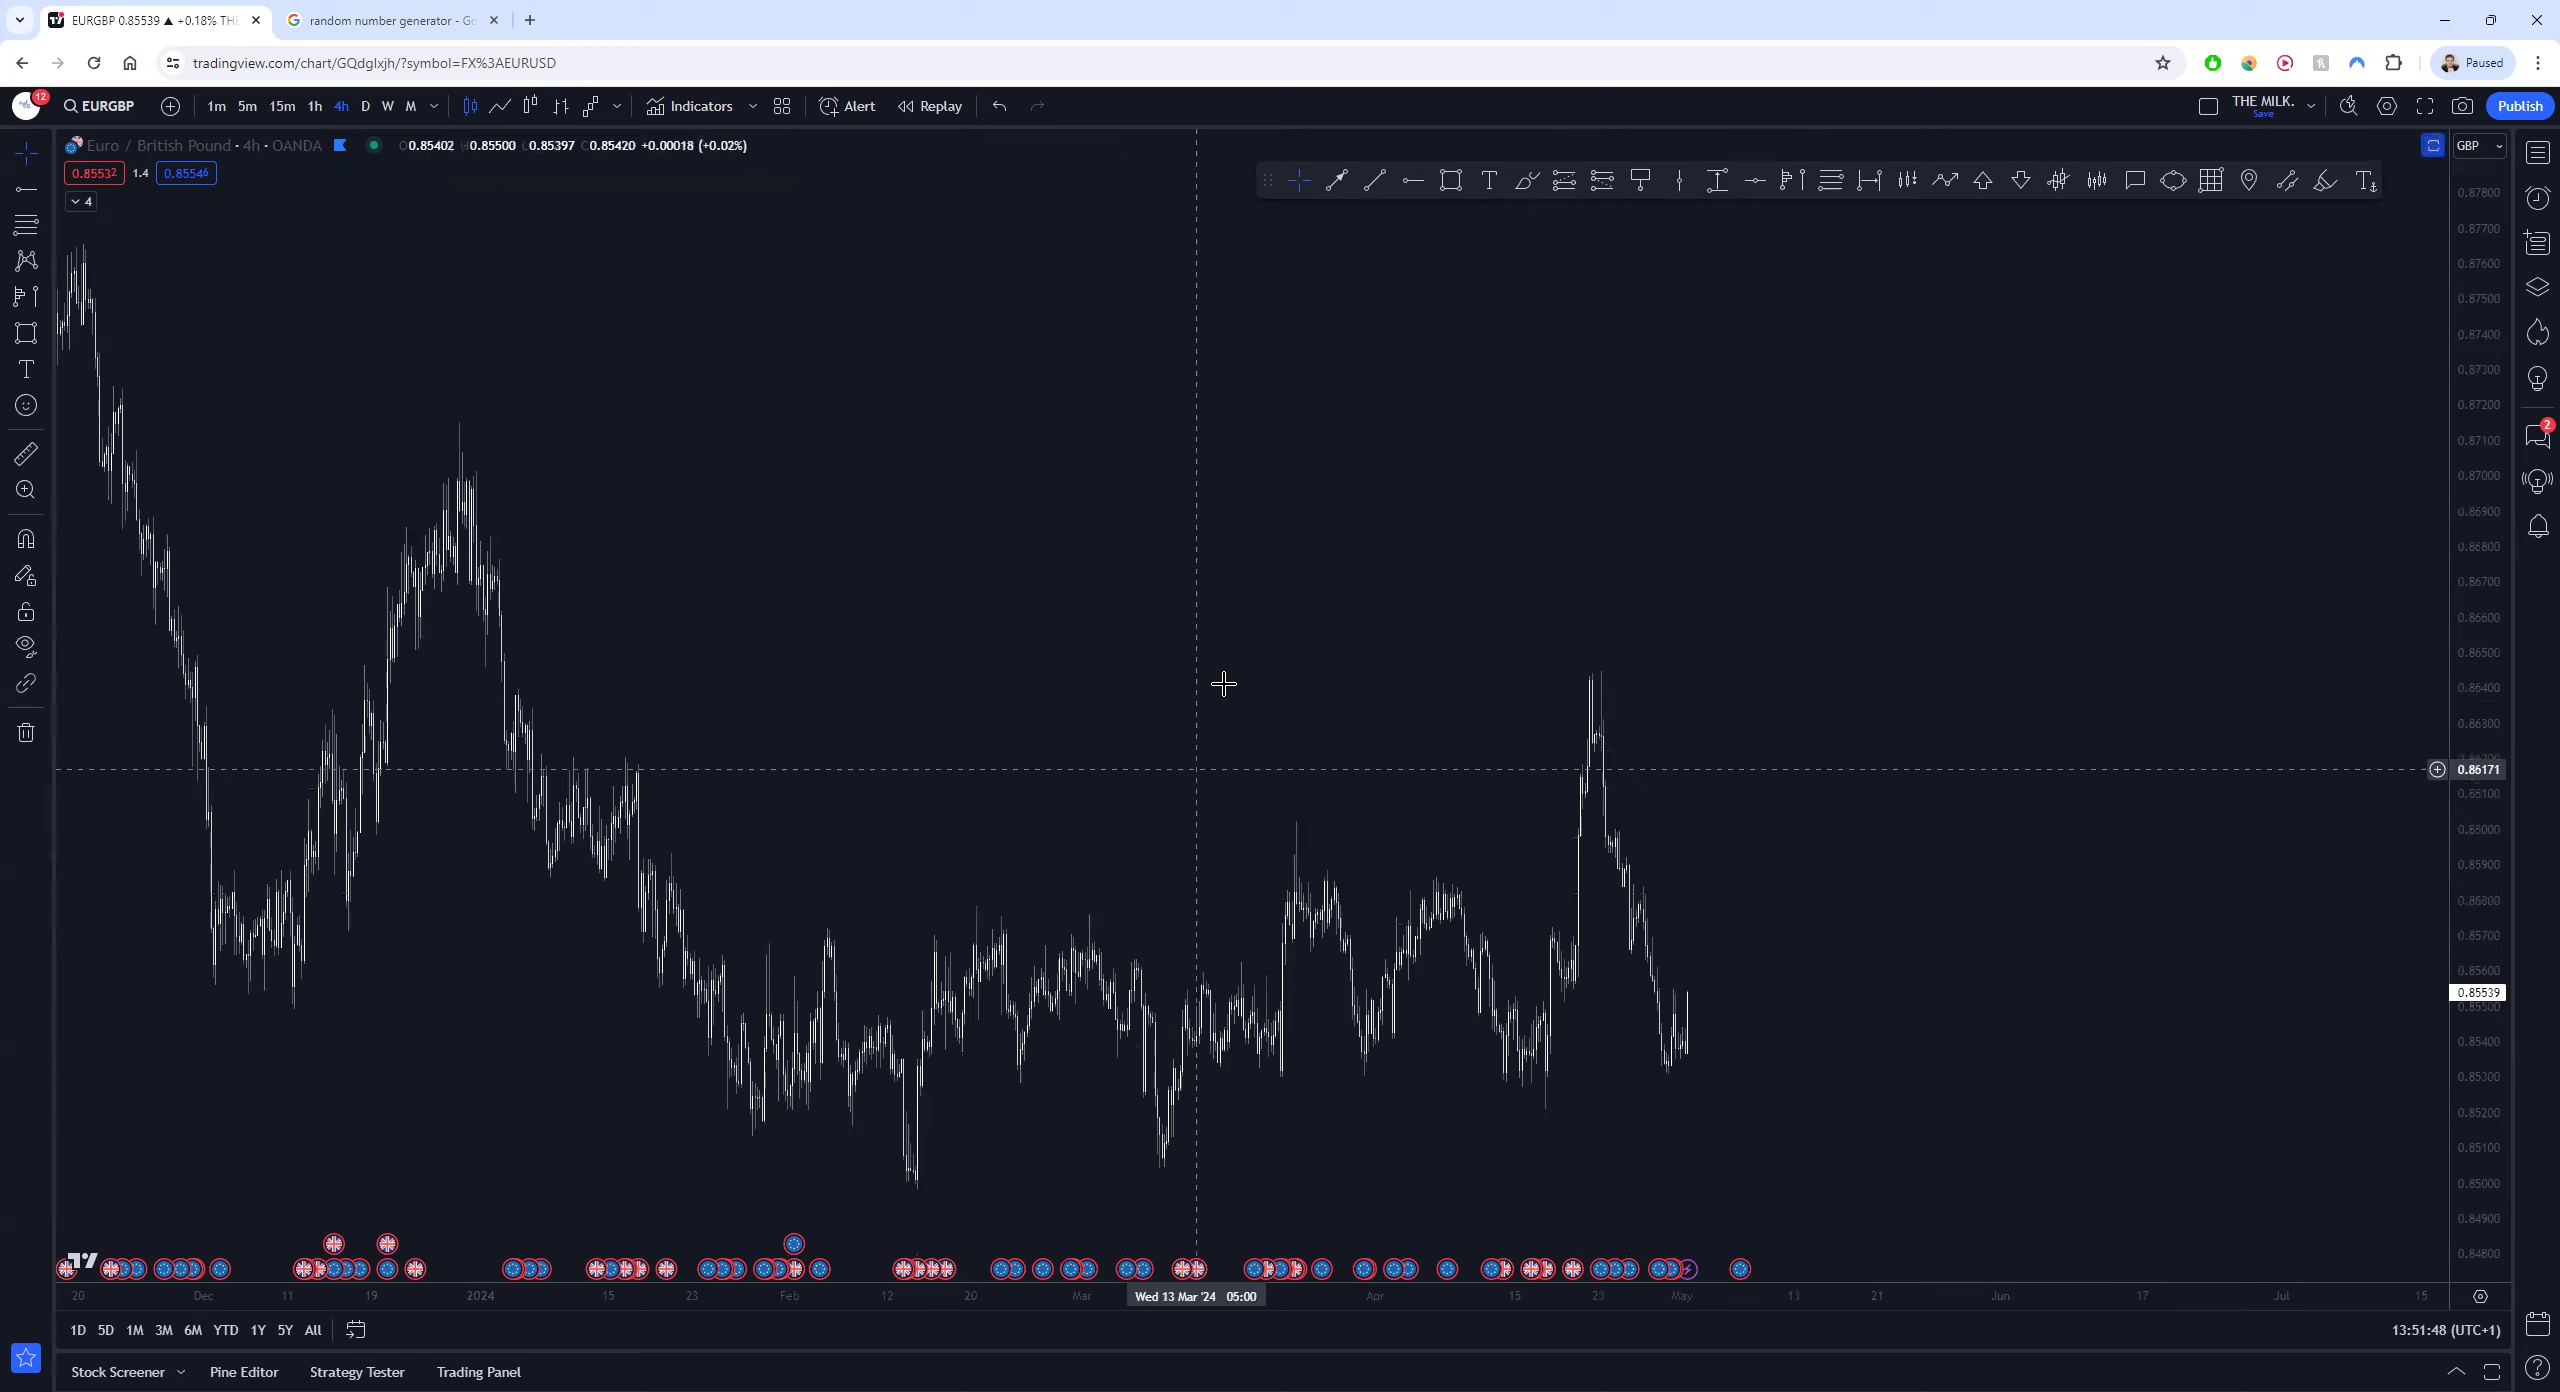 EURGBP 0.85539 ▲ +0.18% THE
random number generator - Go
tradingview.com/chart/GQdglxjh/?symbol=FX%3AEURUSD
Paused
12
EURGBP
1m 5m 15m 1h 4h D W M
Indicators
Alert
Replay
THE MILK.
Save
Publish
Euro / British Pound · 4h · OANDA
O0.85402 H0.85500 L0.85397 C0.85420 +0.00018 (+0.02%)
GBP
0.85532 1.4 0.85546
4
0.87800
0.87700
0.87600
0.87500
0.87400
0.87300
0.87200
0.87100
2
0.87000
0.86900
0.86800
0.86700
0.86600
0.86500
0.86400
0.86300
0.86171
0.85900
0.85700
0.85600
0.85539
0.85400
0.85300
0.85200
0.85100
0.85000
0.84900
0.84800
20 Dec 11 19 2024 15 23 Feb 12 20 Mar Wed 13 Mar '24 05:00 Apr 15 23 May 13 21 Jun 17 Jul 15
1D 5D 1M 3M 6M YTD 1Y 5Y All
13:51:48 (UTC+1)
Stock Screener Pine Editor Strategy Tester Trading Panel